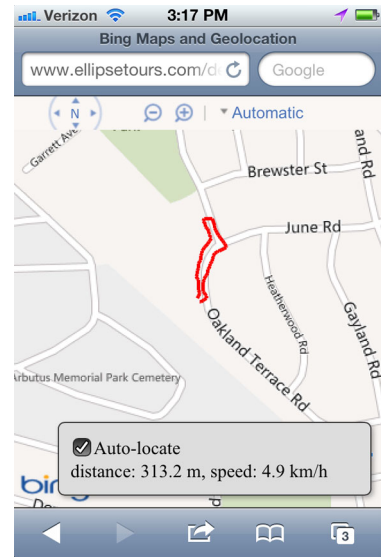 Verizon 3:17 PM
Bing Maps and Geolocation
www.ellipsetours.com/d Google
N Automatic
Garrett Ave
and Rd
Brewster St
June Rd
Heatherwood Rd
Gayland Rd
Oakland Terrace Rd
Arbutus Memorial Park Cemetery
Auto-locate
distance: 313.2 m, speed: 4.9 km/h
bing
3